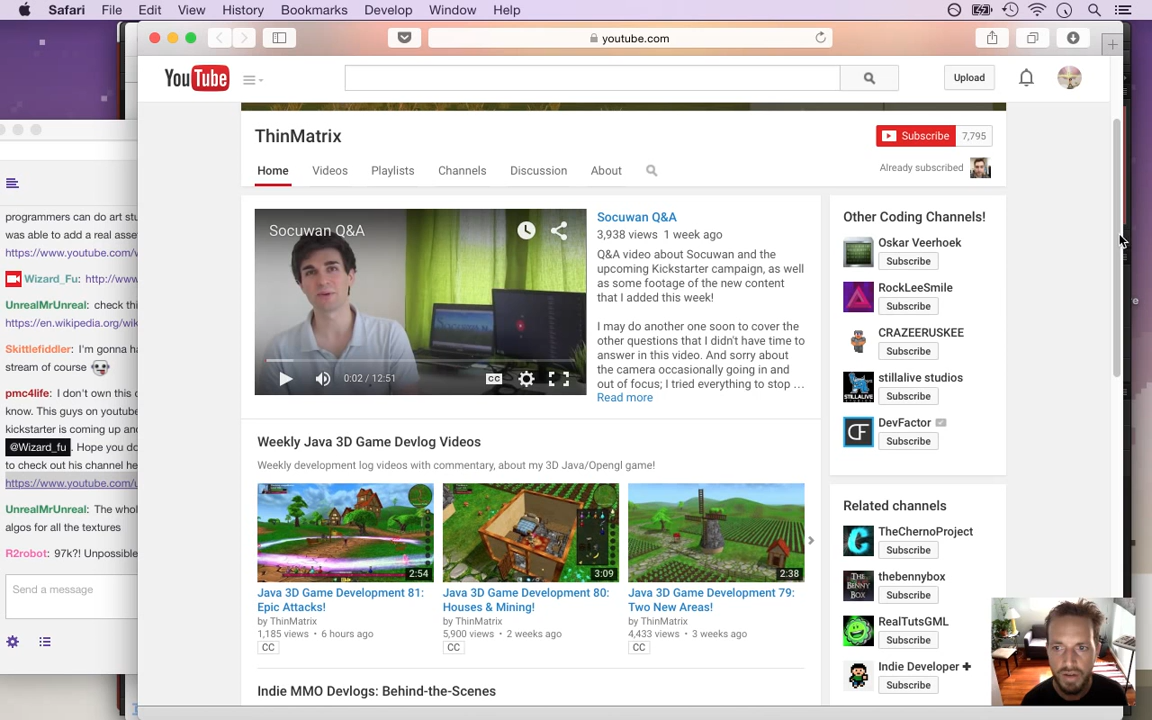 Safari File Edit View History Bookmarks Develop Window Help
youtube.com
YouTube
Upload
ThinMatrix
Subscribe 7,795
Home Videos Playlists Channels Discussion About
Already subscribed
Socuwan Q&A
0:02 / 12:51
CC
Socuwan Q&A
3,938 views 1 week ago
Q&A video about Socuwan and the
upcoming Kickstarter campaign, as well
as some footage of the new content
that I added this week!
I may do another one soon to cover the
other questions that I didn't have time to
answer in this video. And sorry about
the camera occasionally going in and
out of focus; I tried everything to stop ...
Read more
Weekly Java 3D Game Devlog Videos
Weekly development log videos with commentary, about my 3D Java/Opengl game!
2:54
Java 3D Game Development 81:
Epic Attacks!
by ThinMatrix
1,185 views • 6 hours ago
CC
3:09
Java 3D Game Development 80:
Houses & Mining!
by ThinMatrix
5,900 views • 2 weeks ago
CC
2:38
Java 3D Game Development 79:
Two New Areas!
by ThinMatrix
4,433 views • 3 weeks ago
CC
Indie MMO Devlogs: Behind-the-Scenes
Other Coding Channels!
Oskar Veerhoek
Subscribe
RockLeeSmile
Subscribe
CRAZEERUSKEE
Subscribe
STILLALIVE
stillalive studios
Subscribe
DevFactor
Subscribe
Related channels
TheChernoProject
Subscribe
THE BENNY BOX
thebennybox
Subscribe
RealTutsGML
Subscribe
Indie Developer +
Subscribe
programmers can do art stu
was able to add a real asse
https://www.youtube.com/
Wizard_Fu: http://www
UnrealMrUnreal: check thi
https://en.wikipedia.org/wik
Skittlefiddler: I'm gonna ha
stream of course
pmc4life: I don't own this c
know. This guys on youtube
kickstarter is coming up and
@Wizard_fu. Hope you do
to check out his channel he
https://www.youtube.com/u
UnrealMrUnreal: The whol
algos for all the textures
R2robot: 97k?! Unpossible
Send a message